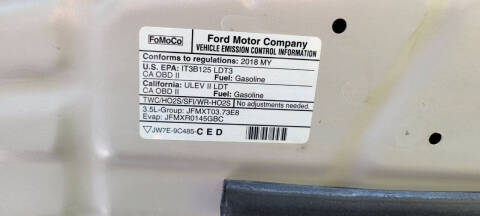 FoMoCo
Ford Motor Company
VEHICLE EMISSION CONTROL INFORMATION
Conforms to regulations: 2018 MY
U.S. EPA: IT3B125 LDT3
CA OBD II Fuel: Gasoline
California: ULEV II LDT
CA OBD II Fuel: Gasoline
TWC/HO2S/SFI/WR-HO2S No adjustments needed.
3.5L-Group: JFMXT03.73E8
Evap: JFMXR0145GBC
JW7E-9C485-CED